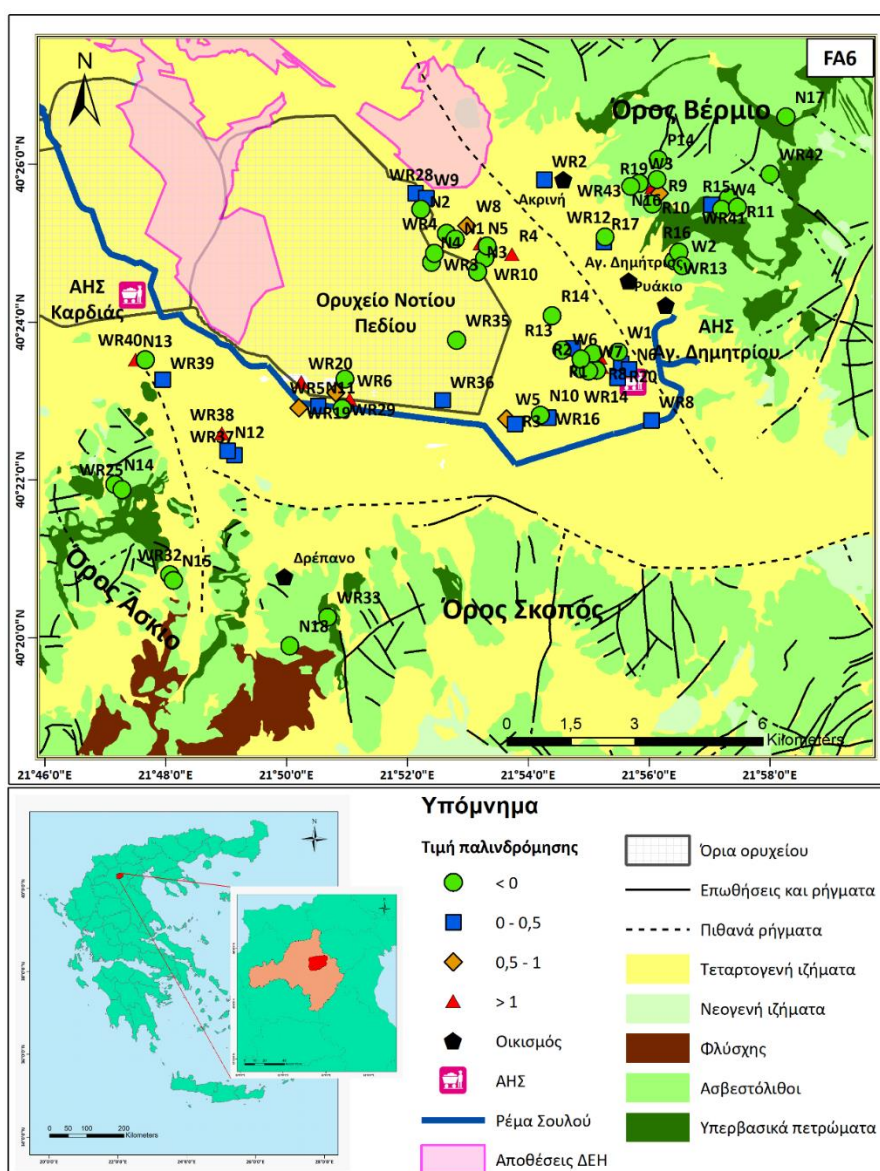 FA6
N
Όρος Βέρμιο
N17
P14
WR2
R19
W3
WR42
WR28
W9
WR43
R9
R15
W4
N2
Ακρινή
N16
R10
WR41
R11
W8
WR12
R17
R16
WR4
N1
N5
R4
W2
N4
N3
Αγ. Δημήτριος
WR13
WR3
WR10
Ρυάκιο
ΑΗΣ
Καρδιάς
Ορυχείο Νοτίου
Πεδίου
R14
WR35
R13
W1
ΑΗΣ
Αγ. Δημητρίου
WR40
N13
R2
W6
W7
N6
WR39
WR20
WR6
WR36
R1
R8
R20
WR5
N11
N10
WR14
WR19
WR29
W5
WR16
WR8
R3
WR38
N12
WR25
N14
WR32
N15
Δρέπανο
WR33
Όρος Άσκιο
Όρος Σκοπός
N18
0 1,5 3 6
Kilometers
40°26'0"N
40°24'0"N
40°22'0"N
40°20'0"N
21°46'0"E 21°48'0"E 21°50'0"E 21°52'0"E 21°54'0"E 21°56'0"E 21°58'0"E
Υπόμνημα
Τιμή παλινδρόμησης
< 0
0 - 0,5
0,5 - 1
> 1
Οικισμός
ΑΗΣ
Ρέμα Σουλού
Αποθέσεις ΔΕΗ
Όρια ορυχείου
Επωθήσεις και ρήγματα
Πιθανά ρήγματα
Τεταρτογενή ιζήματα
Νεογενή ιζήματα
Φλύσχης
Ασβεστόλιθοι
Υπερβασικά πετρώματα
N
0 50 100 200
Kilometers